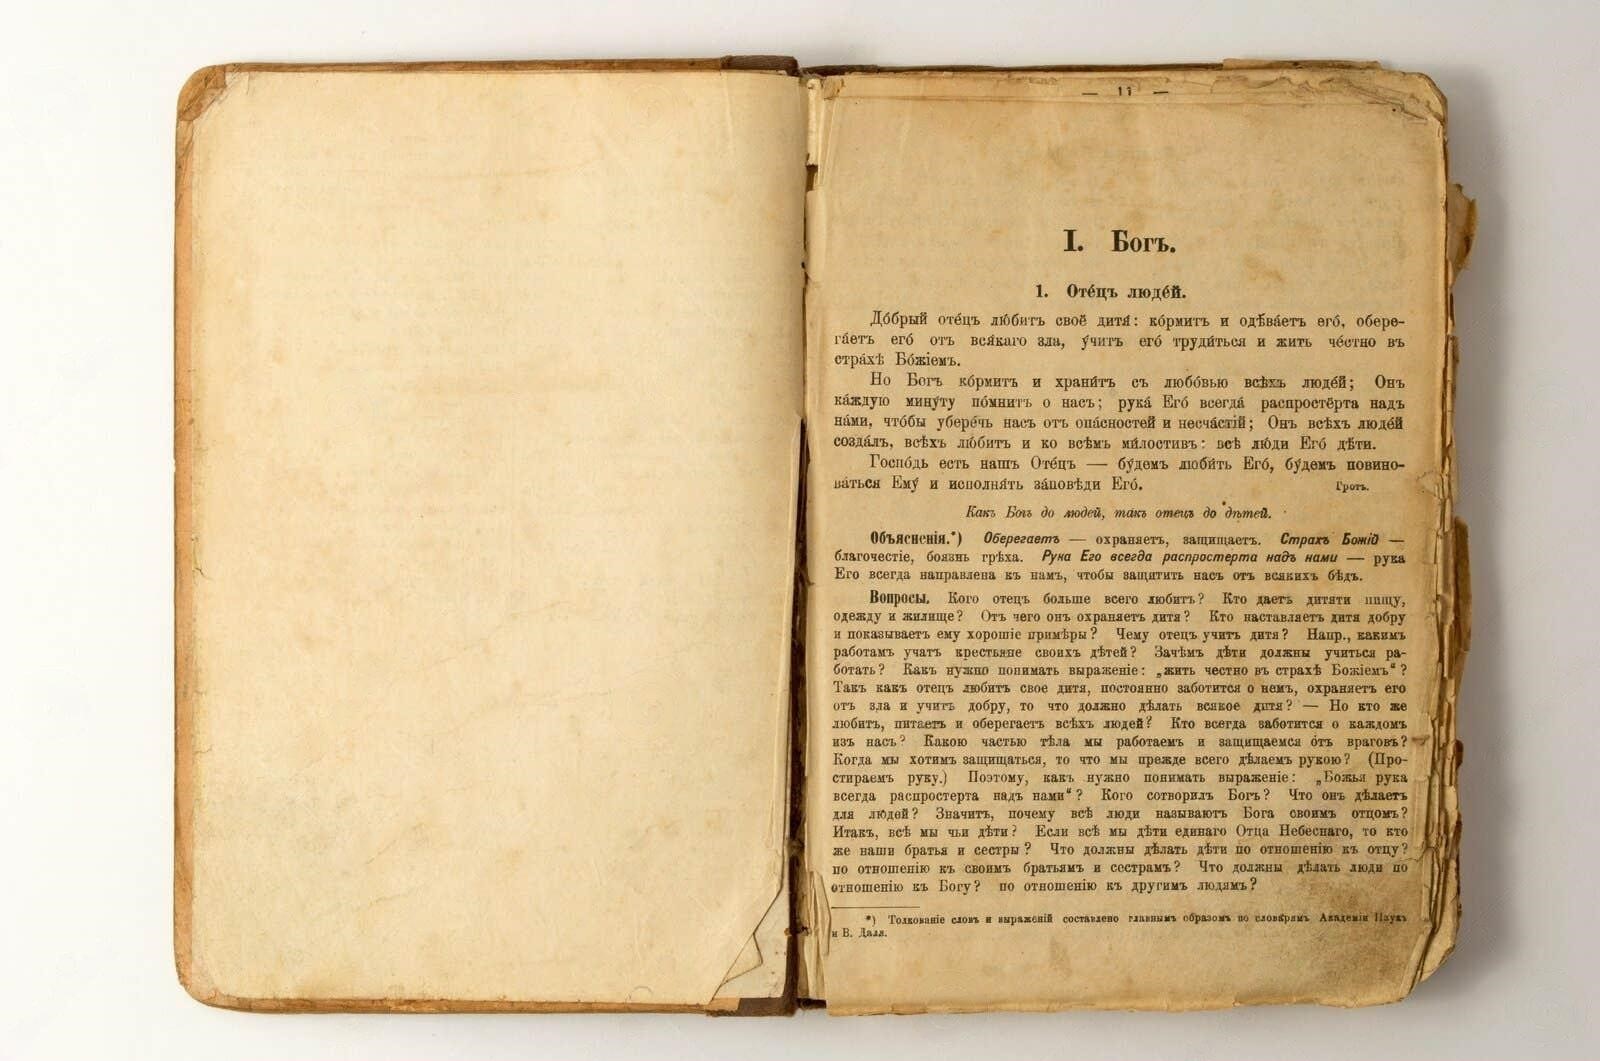 — 11 —
I. Богъ.
1. Оте́цъ люде́й.
До́брый оте́цъ лю́битъ своё дитя́: ко́рмитъ и одѣва́етъ его́, обере-
га́етъ его́ отъ вся́каго зла, у́читъ его́ труди́ться и жить че́стно въ
стра́хѣ Бо́жіемъ.
Но Богъ ко́рмитъ и храни́тъ съ любо́вью всѣхъ люде́й; Онъ
ка́ждую мину́ту по́мнитъ о насъ; рука́ Его́ всегда́ распростёрта надъ
на́ми, что́бы убере́чь насъ отъ опа́сностей и несча́стій; Онъ всѣхъ люде́й
созда́лъ, всѣхъ лю́битъ и ко всѣмъ ми́лостивъ: всѣ лю́ди Его́ дѣ́ти.
Госпо́дь есть нашъ Оте́цъ — бу́демъ люби́ть Его́, бу́демъ повино-
ва́ться Ему́ и исполня́ть за́повѣди Его́. Гротъ.
Какъ Богъ до людей, такъ отецъ до дѣтей.
Объясненія.*) Оберегаетъ — охраняетъ, защищаетъ. Страхъ Божій —
благочестіе, боязнь грѣха. Рука Его всегда распростерта надъ нами — рука
Его всегда направлена къ намъ, чтобы защитить насъ отъ всякихъ бѣдъ.
Вопросы. Кого отецъ больше всего любитъ? Кто даетъ дитяти пищу,
одежду и жилище? Отъ чего онъ охраняетъ дитя? Кто наставляетъ дитя добру
и показываетъ ему хорошіе примѣры? Чему отецъ учитъ дитя? Напр., какимъ
работамъ учатъ крестьяне своихъ дѣтей? Зачѣмъ дѣти должны учиться ра-
ботать? Какъ нужно понимать выраженіе: „жить честно въ страхѣ Божіемъ“?
Такъ какъ отецъ любитъ свое дитя, постоянно заботится о немъ, охраняетъ его
отъ зла и учитъ добру, то что должно дѣлать всякое дитя? — Но кто же
любитъ, питаетъ и оберегаетъ всѣхъ людей? Кто всегда заботится о каждомъ
изъ насъ? Какою частью тѣла мы работаемъ и защищаемся отъ враговъ?
Когда мы хотимъ защищаться, то что мы прежде всего дѣлаемъ рукою? (Про-
стираемъ руку.) Поэтому, какъ нужно понимать выраженіе: „Божья рука
всегда распростерта надъ нами“? Кого сотворилъ Богъ? Что онъ дѣлаетъ
для людей? Значитъ, почему всѣ люди называютъ Бога своимъ отцомъ?
Итакъ, всѣ мы чьи дѣти? Если всѣ мы дѣти единаго Отца Небеснаго, то кто
же наши братья и сестры? Что должны дѣлать дѣти по отношенію къ отцу?
по отношенію къ своимъ братьямъ и сестрамъ? Что должны дѣлать люди по
отношенію къ Богу? по отношенію къ другимъ людямъ?
*) Толкованіе словъ и выраженій составлено главнымъ образомъ по словарямъ Академіи Наукъ
и В. Даля.